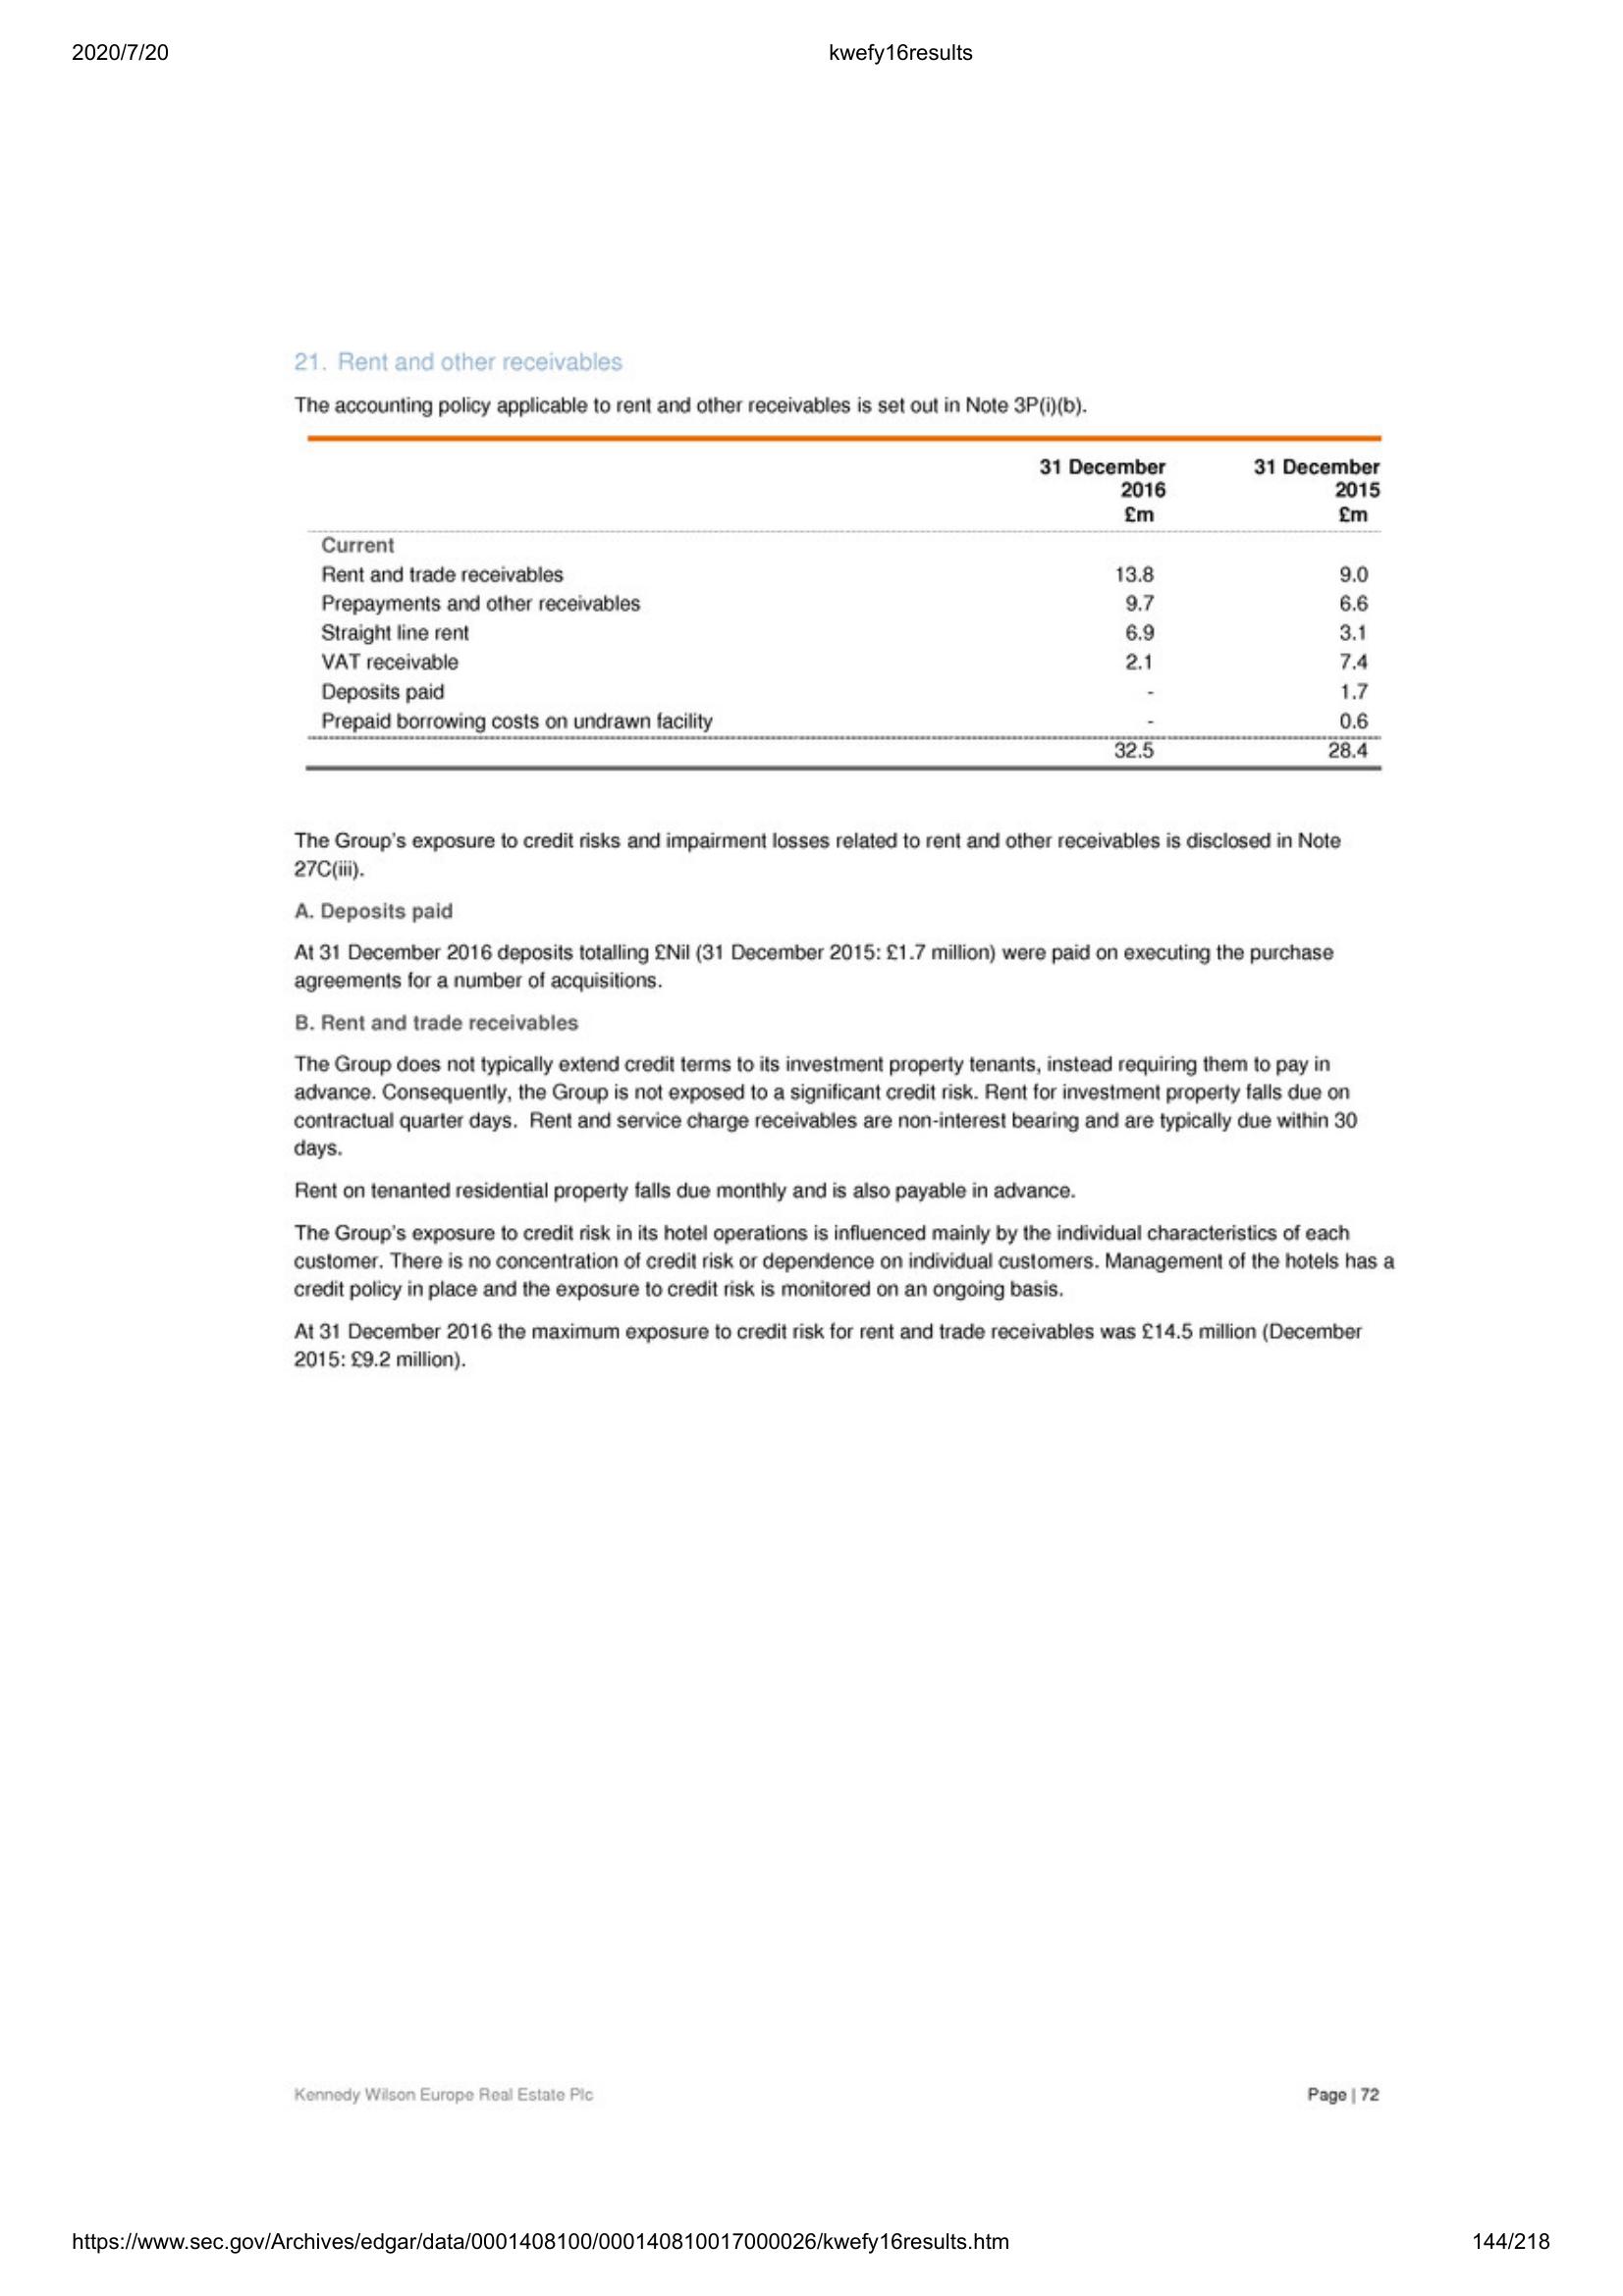 2020/7/20 kwefy16results
21. Rent and other receivables
The accounting policy applicable to rent and other receivables is set out in Note 3P(i)(b).
31 December 31 December
2016 2015
£m £m
Current
Rent and trade receivables 13.8 9.0
Prepayments and other receivables 9.7 6.6
Straight line rent 6.9 3.1
VAT receivable 2.1 7.4
Deposits paid - 1.7
Prepaid borrowing costs on undrawn facility - 0.6
32.5 28.4
The Group's exposure to credit risks and impairment losses related to rent and other receivables is disclosed in Note
27C(iii).
A. Deposits paid
At 31 December 2016 deposits totalling £Nil (31 December 2015: £1.7 million) were paid on executing the purchase
agreements for a number of acquisitions.
B. Rent and trade receivables
The Group does not typically extend credit terms to its investment property tenants, instead requiring them to pay in
advance. Consequently, the Group is not exposed to a significant credit risk. Rent for investment property falls due on
contractual quarter days. Rent and service charge receivables are non-interest bearing and are typically due within 30
days.
Rent on tenanted residential property falls due monthly and is also payable in advance.
The Group's exposure to credit risk in its hotel operations is influenced mainly by the individual characteristics of each
customer. There is no concentration of credit risk or dependence on individual customers. Management of the hotels has a
credit policy in place and the exposure to credit risk is monitored on an ongoing basis.
At 31 December 2016 the maximum exposure to credit risk for rent and trade receivables was £14.5 million (December
2015: £9.2 million).
Kennedy Wilson Europe Real Estate Plc Page | 72
https://www.sec.gov/Archives/edgar/data/0001408100/000140810017000026/kwefy16results.htm 144/218